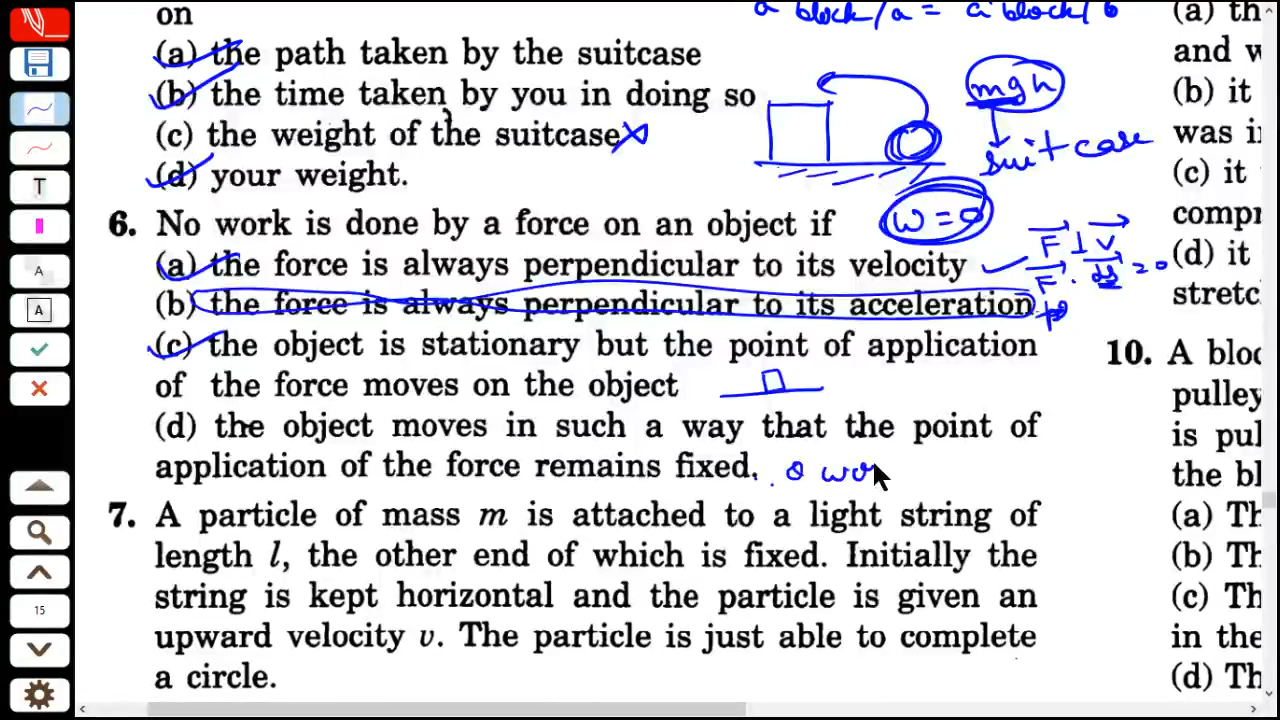 on
a block/a = a block/b
(a) the path taken by the suitcase
(b) the time taken by you in doing so
mgh
(c) the weight of the suitcase
suitcase
(d) your weight.
6. No work is done by a force on an object if
w = 0
(a) the force is always perpendicular to its velocity
F ⊥ V
F . ds = 0
(b) the force is always perpendicular to its acceleration
(c) the object is stationary but the point of application
of the force moves on the object
(d) the object moves in such a way that the point of
application of the force remains fixed.
0 wo
7. A particle of mass m is attached to a light string of
length l, the other end of which is fixed. Initially the
string is kept horizontal and the particle is given an
upward velocity v. The particle is just able to complete
a circle.
(a) th
and w
(b) it
was in
(c) it
compr
(d) it
stretc
10. A bloc
pulley
is pul
the bl
(a) Th
(b) Th
(c) Th
in the
(d) Th
T
A
A
15